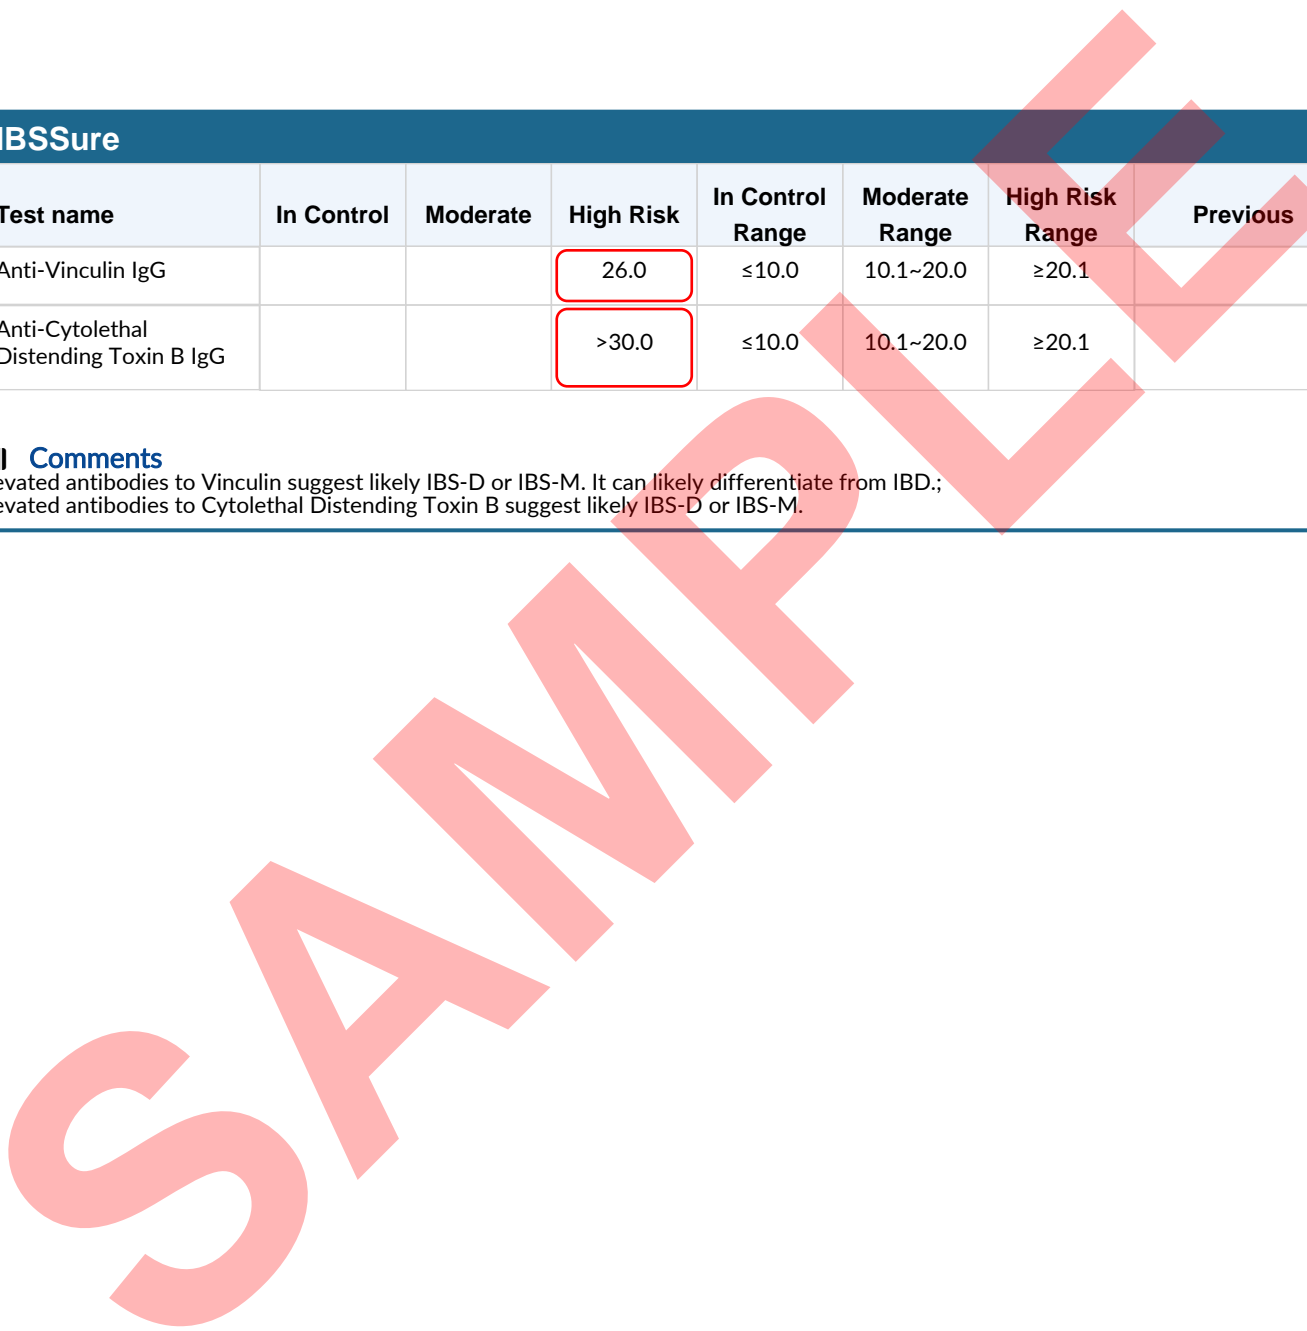 IBSSure
Test name In Control Moderate High Risk In Control Range Moderate Range High Risk Range Previous
Anti-Vinculin IgG 26.0 ≤10.0 10.1~20.0 ≥20.1
Anti-Cytolethal
Distending Toxin B IgG >30.0 ≤10.0 10.1~20.0 ≥20.1
Comments
evated antibodies to Vinculin suggest likely IBS-D or IBS-M. It can likely differentiate from IBD.;
evated antibodies to Cytolethal Distending Toxin B suggest likely IBS-D or IBS-M.
SAMPLE